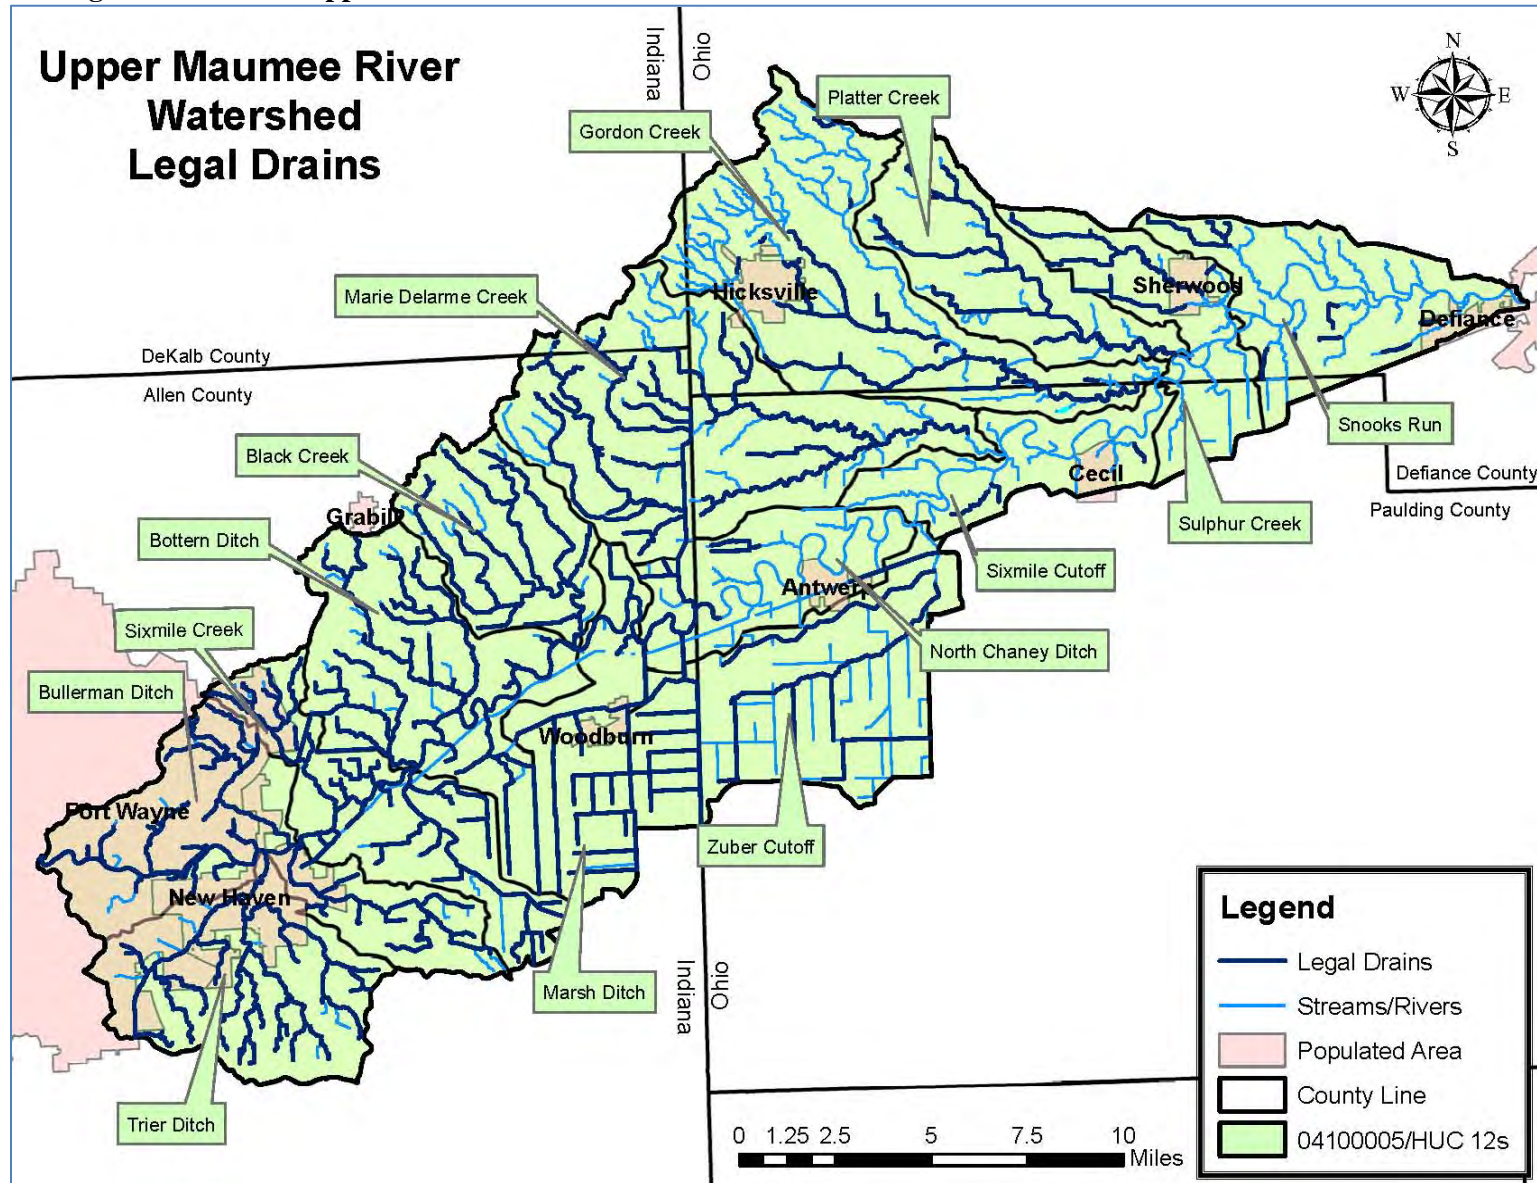 Upper Maumee River
Watershed
Legal Drains
Indiana
Ohio
N
W
E
S
Platter Creek
Gordon Creek
Marie Delarme Creek
Hicksville
Sherwood
Defiance
DeKalb County
Allen County
Black Creek
Snooks Run
Cecil
Defiance County
Paulding County
Grabill
Bottern Ditch
Sulphur Creek
Sixmile Cutoff
Antwerp
Sixmile Creek
North Chaney Ditch
Bullerman Ditch
Woodburn
Fort Wayne
Zuber Cutoff
New Haven
Marsh Ditch
Indiana
Ohio
Trier Ditch
Legend
Legal Drains
Streams/Rivers
Populated Area
County Line
04100005/HUC 12s
0 1.25 2.5 5 7.5 10
Miles